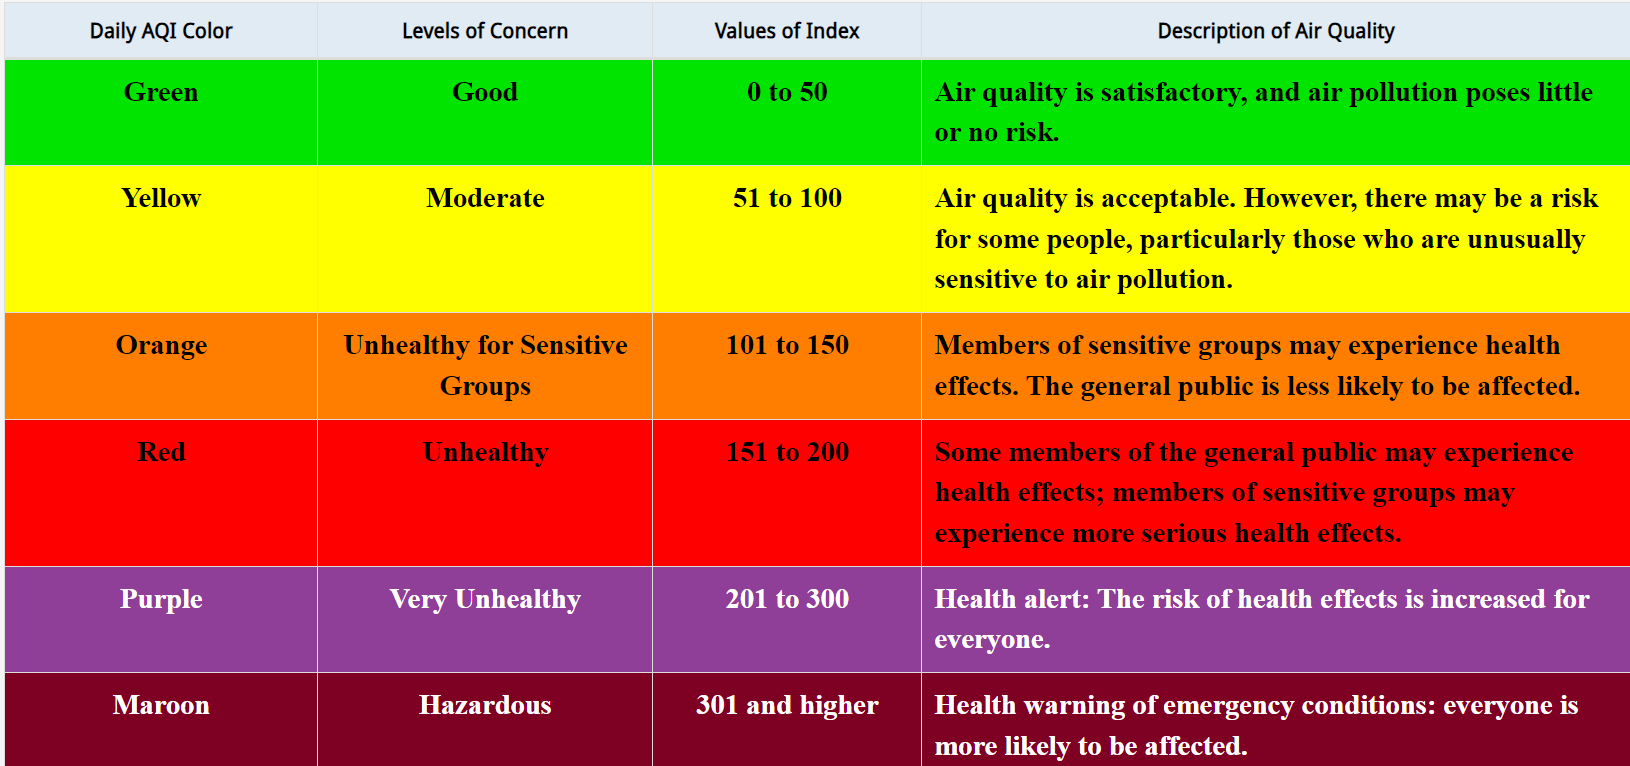 Daily AQI Color Levels of Concern Values of Index Description of Air Quality
Green Good 0 to 50 Air quality is satisfactory, and air pollution poses little
or no risk.
Yellow Moderate 51 to 100 Air quality is acceptable. However, there may be a risk
for some people, particularly those who are unusually
sensitive to air pollution.
Orange Unhealthy for Sensitive 101 to 150 Members of sensitive groups may experience health
Groups effects. The general public is less likely to be affected.
Red Unhealthy 151 to 200 Some members of the general public may experience
health effects; members of sensitive groups may
experience more serious health effects.
Purple Very Unhealthy 201 to 300 Health alert: The risk of health effects is increased for
everyone.
Maroon Hazardous 301 and higher Health warning of emergency conditions: everyone is
more likely to be affected.